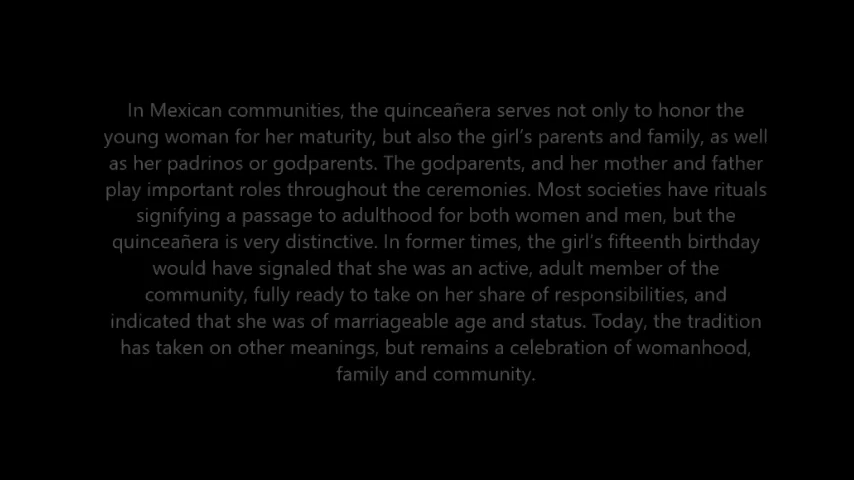 In Mexican communities, the quinceañera serves not only to honor the
young woman for her maturity, but also the girl's parents and family, as well
as her padrinos or godparents. The godparents, and her mother and father
play important roles throughout the ceremonies. Most societies have rituals
signifying a passage to adulthood for both women and men, but the
quinceañera is very distinctive. In former times, the girl's fifteenth birthday
would have signaled that she was an active, adult member of the
community, fully ready to take on her share of responsibilities, and
indicated that she was of marriageable age and status. Today, the tradition
has taken on other meanings, but remains a celebration of womanhood,
family and community.